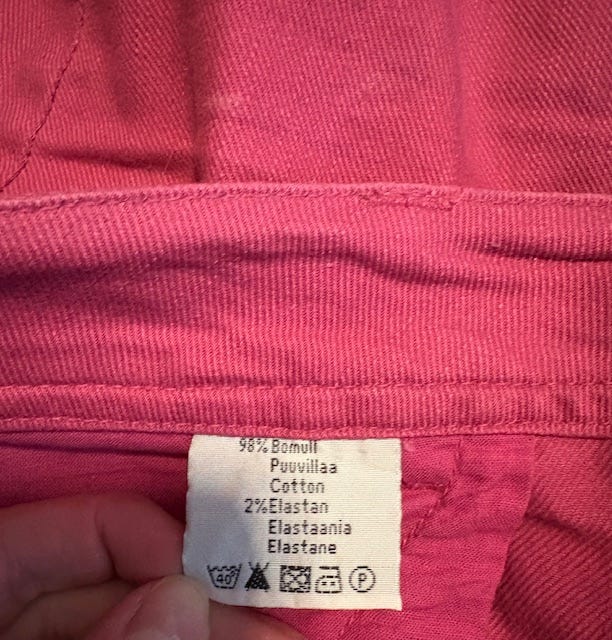 98% Bomull
Puuvillaa
Cotton
2% Elastan
Elastaania
Elastane
40 P